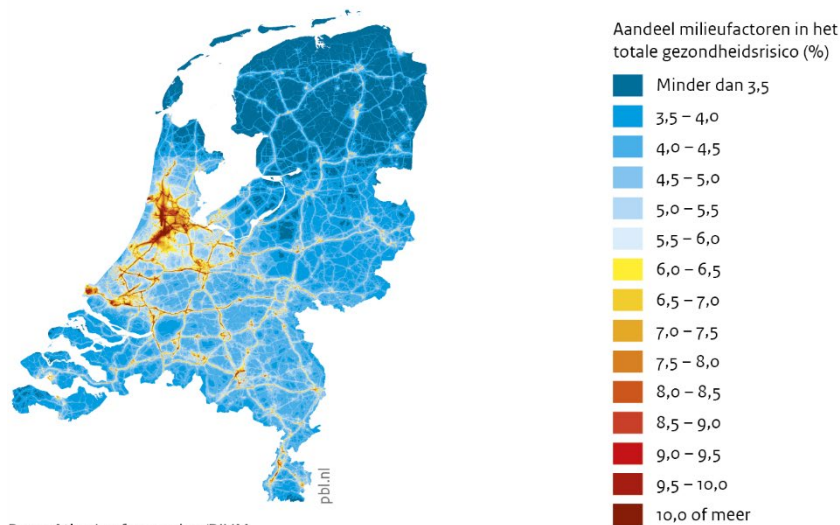 Aandeel milieufactoren in het
totale gezondheidsrisico (%)
Minder dan 3,5
3,5 – 4,0
4,0 – 4,5
4,5 – 5,0
5,0 – 5,5
5,5 – 6,0
6,0 – 6,5
6,5 – 7,0
7,0 – 7,5
7,5 – 8,0
8,0 – 8,5
8,5 – 9,0
9,0 – 9,5
9,5 – 10,0
10,0 of meer
pbl.nl